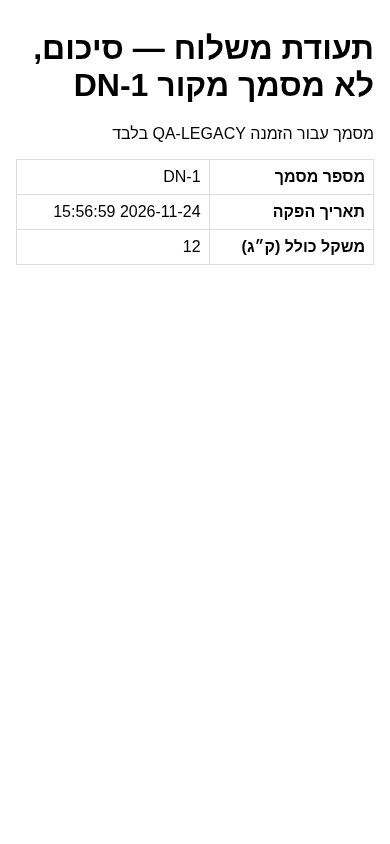 תעודת משלוח — סיכום,
לא מסמך מקור DN-1
מסמך עבור הזמנה QA-LEGACY בלבד
מספר מסמך DN-1
תאריך הפקה 2026-11-24 15:56:59
משקל כולל (ק״ג) 12